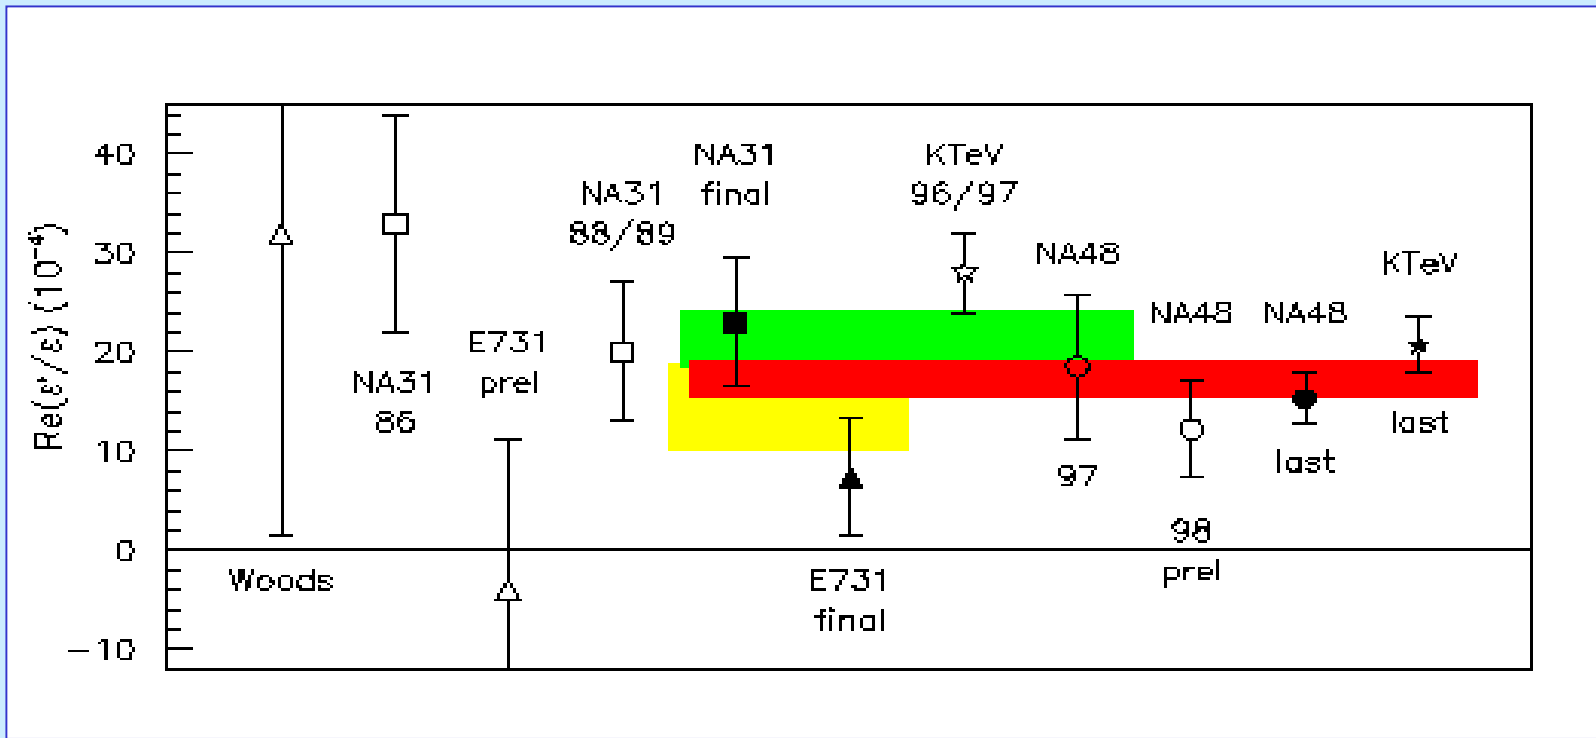 Re(ε'/ε) (10⁻⁴)
40
30
20
10
0
−10
Woods
NA31
86
E731
prel
NA31
88/89
NA31
final
E731
final
KTeV
96/97
NA48
97
NA48
98
prel
NA48
last
KTeV
last